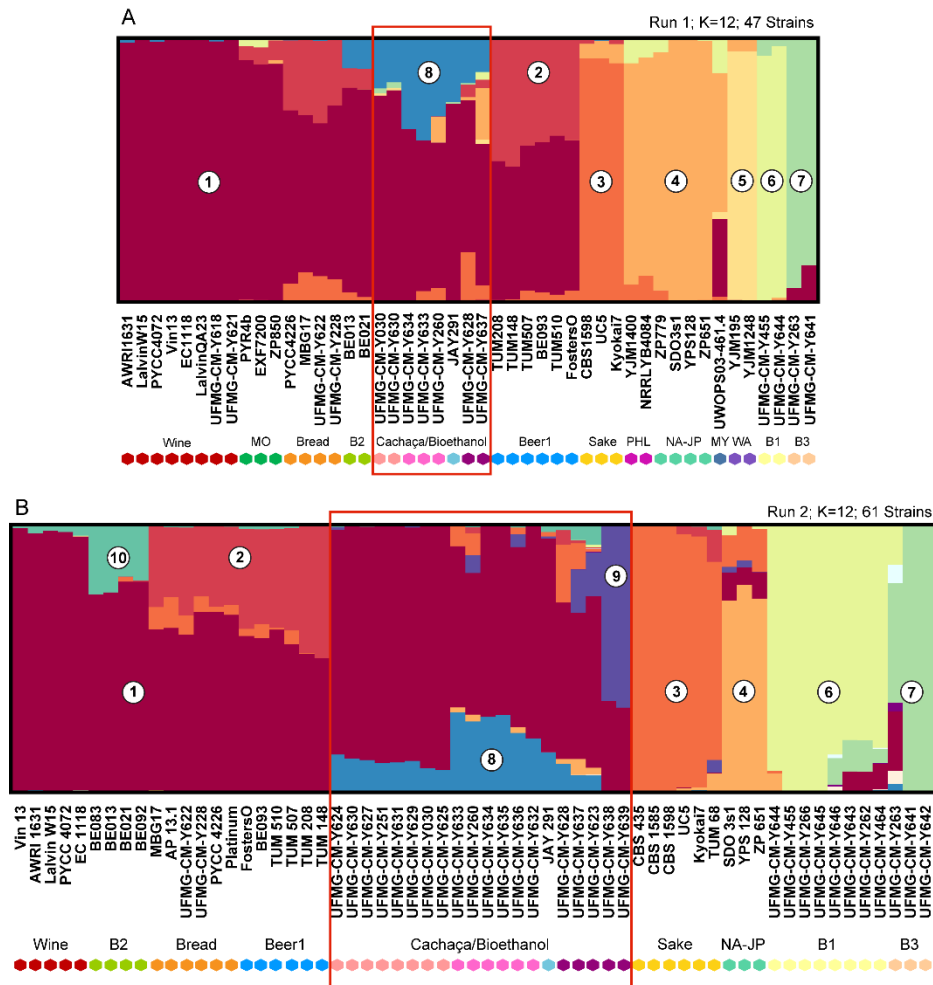 A
Run 1; K=12; 47 Strains
8
2
1
3
4
5
6
7
AWRI1631
LalvinW15
PYCC4072
Vin13
EC1118
LalvinQA23
UFMG-CM-Y618
UFMG-CM-Y621
PYR4b
EXF7200
ZP850
PYCC4226
MBG17
UFMG-CM-Y622
UFMG-CM-Y228
BE013
BE021
UFMG-CM-Y030
UFMG-CM-Y630
UFMG-CM-Y634
UFMG-CM-Y633
UFMG-CM-Y260
JAY291
UFMG-CM-Y628
UFMG-CM-Y637
TUM208
TUM148
TUM507
BE093
TUM510
FostersO
CBS1598
UC5
Kyokai7
YJM1400
NRRLYB4084
ZP779
SDO3s1
YPS128
ZP651
UWOPS03-461.4
YJM195
YJM1248
UFMG-CM-Y455
UFMG-CM-Y644
UFMG-CM-Y263
UFMG-CM-Y641
Wine MO Bread B2 Cachaça/Bioethanol Beer1 Sake PHL NA-JP MY WA B1 B3
B
Run 2; K=12; 61 Strains
10
2
9
1
3
4
6
7
8
Vin 13
AWRI 1631
Lalvin W15
PYCC 4072
EC 1118
BE083
BE013
BE021
BE092
MBG17
AP 13.1
UFMG-CM-Y622
UFMG-CM-Y228
PYCC 4226
Platinum
FostersO
BE093
TUM 510
TUM 507
TUM 208
TUM 148
UFMG-CM-Y624
UFMG-CM-Y630
UFMG-CM-Y627
UFMG-CM-Y251
UFMG-CM-Y631
UFMG-CM-Y629
UFMG-CM-Y030
UFMG-CM-Y625
UFMG-CM-Y633
UFMG-CM-Y260
UFMG-CM-Y634
UFMG-CM-Y635
UFMG-CM-Y636
UFMG-CM-Y632
JAY 291
UFMG-CM-Y628
UFMG-CM-Y637
UFMG-CM-Y623
UFMG-CM-Y638
UFMG-CM-Y639
CBS 435
CBS 1585
CBS 1598
UC5
Kyokai7
TUM 68
SDO 3s1
YPS 128
ZP 651
UFMG-CM-Y644
UFMG-CM-Y455
UFMG-CM-Y266
UFMG-CM-Y645
UFMG-CM-Y646
UFMG-CM-Y643
UFMG-CM-Y262
UFMG-CM-Y464
UFMG-CM-Y263
UFMG-CM-Y641
UFMG-CM-Y642
Wine B2 Bread Beer1 Cachaça/Bioethanol Sake NA-JP B1 B3